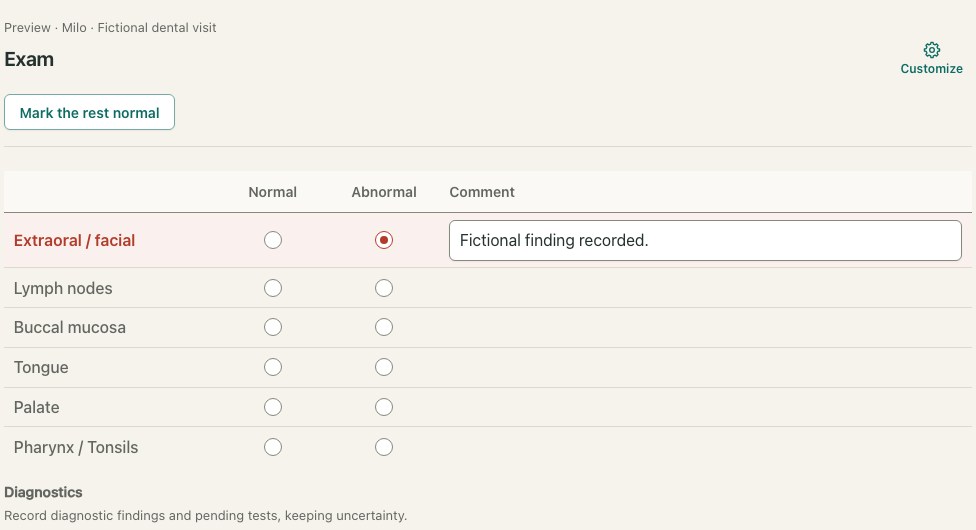 Preview · Milo · Fictional dental visit
Exam
Customize
Mark the rest normal
Normal Abnormal Comment
Extraoral / facial Fictional finding recorded.
Lymph nodes
Buccal mucosa
Tongue
Palate
Pharynx / Tonsils
Diagnostics
Record diagnostic findings and pending tests, keeping uncertainty.